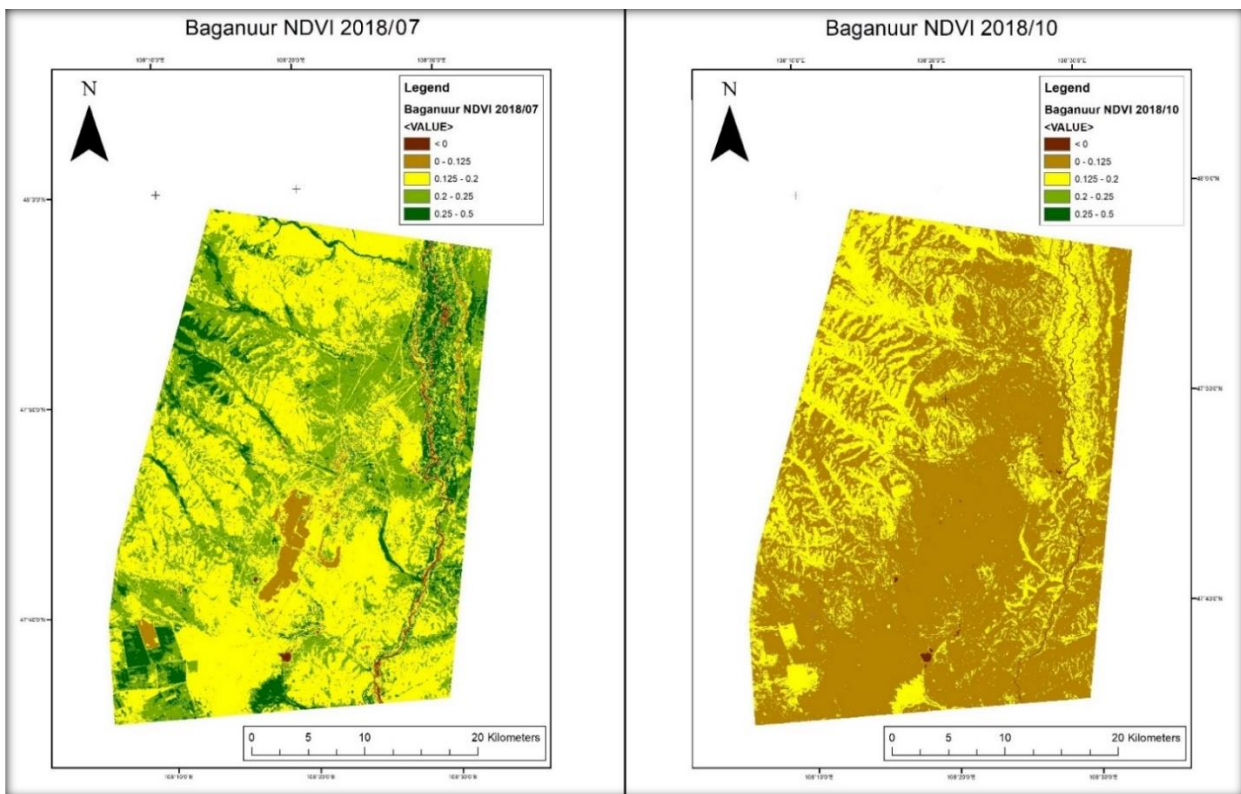 Baganuur NDVI 2018/07
N
Legend
Baganuur NDVI 2018/07
<VALUE>
< 0
0 - 0.125
0.125 - 0.2
0.2 - 0.25
0.25 - 0.5
0 5 10 20 Kilometers
Baganuur NDVI 2018/10
N
Legend
Baganuur NDVI 2018/10
<VALUE>
< 0
0 - 0.125
0.125 - 0.2
0.2 - 0.25
0.25 - 0.5
0 5 10 20 Kilometers